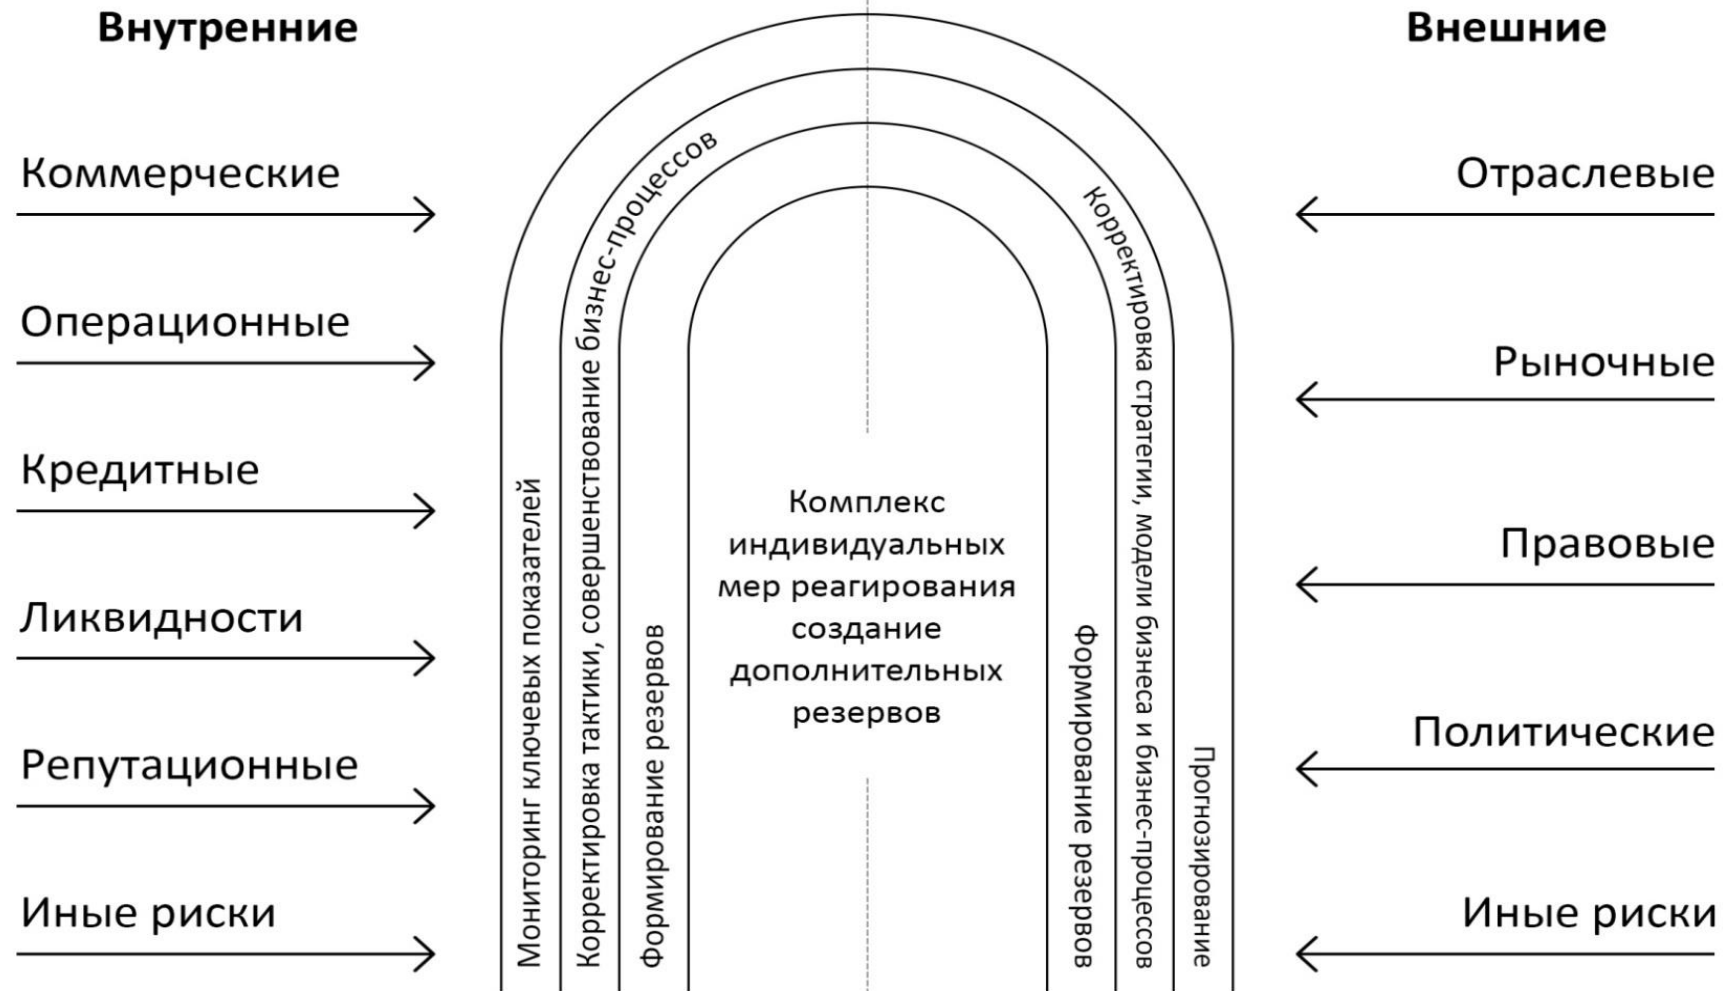 Внутренние
Внешние
Коммерческие
Операционные
Кредитные
Ликвидности
Репутационные
Иные риски
Мониторинг ключевых показателей
Корректировка тактики, совершенствование бизнес-процессов
Формирование резервов
Комплекс
индивидуальных
мер реагирования
создание
дополнительных
резервов
Формирование резервов
Корректировка стратегии, модели бизнеса и бизнес-процессов
Прогнозирование
Отраслевые
Рыночные
Правовые
Политические
Иные риски